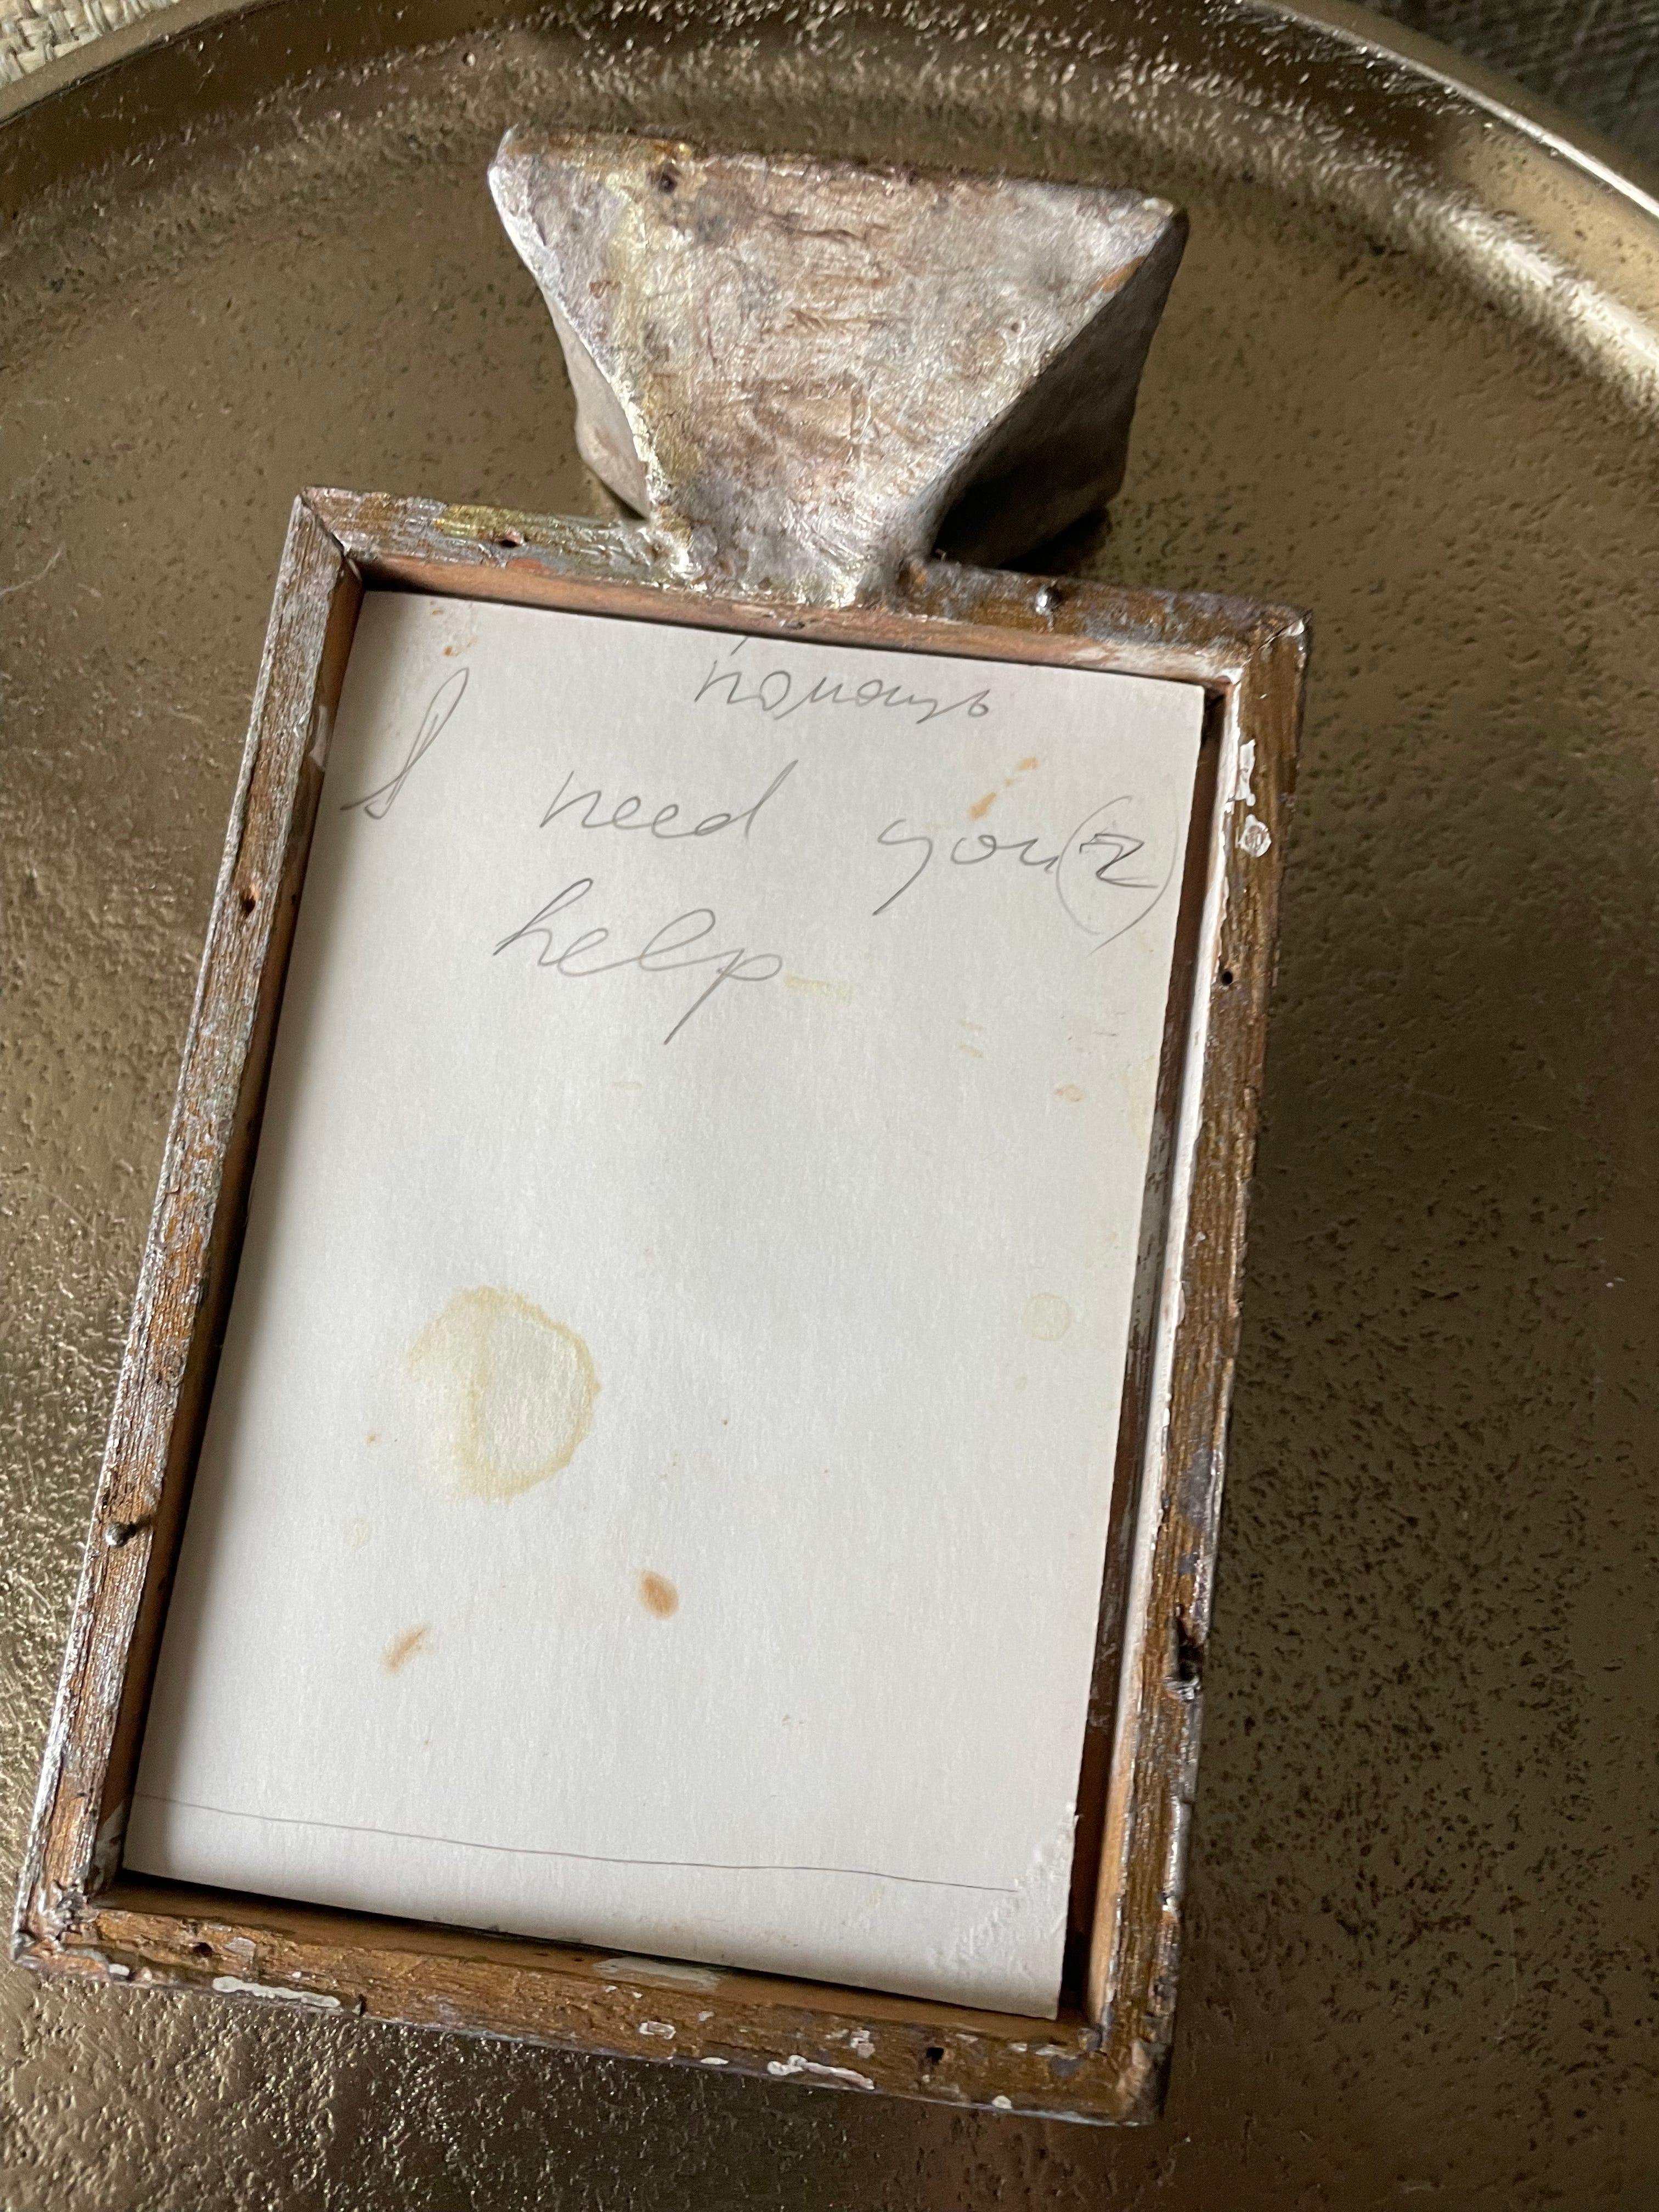 помощь
I need you(r)
help